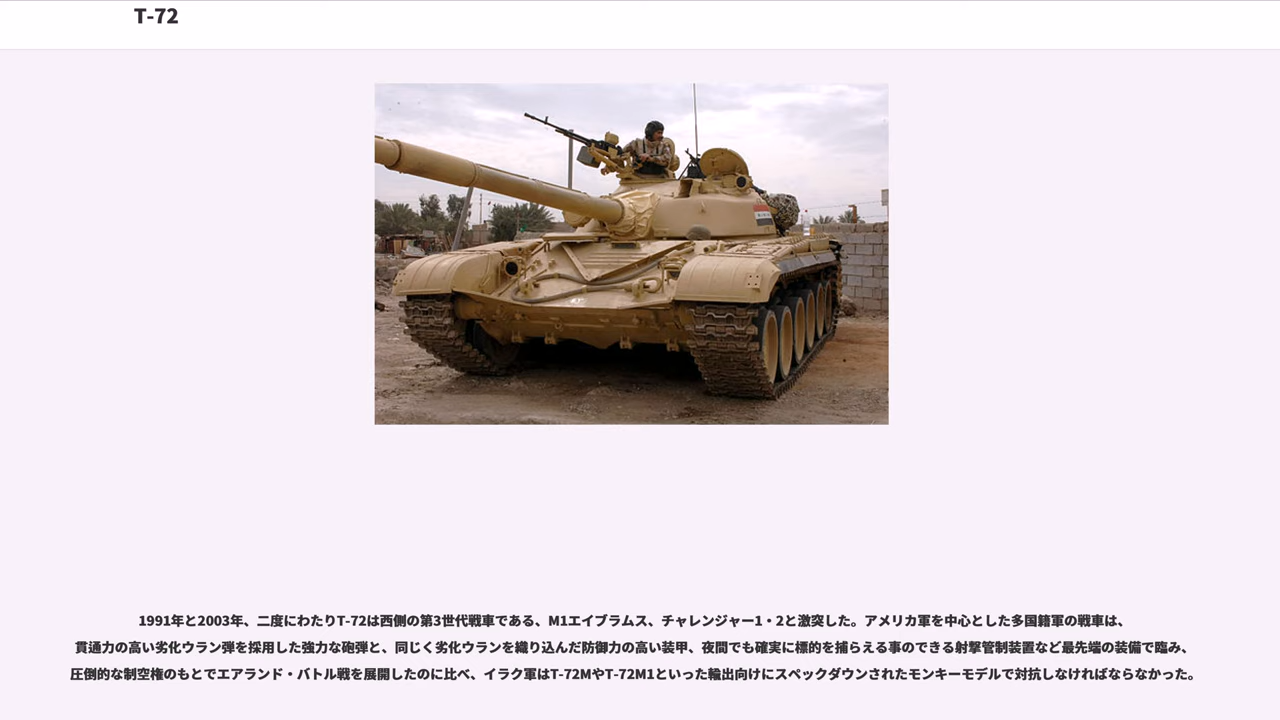 T-72
1991年と2003年、二度にわたりT-72は西側の第3世代戦車である、M1エイブラムス、チャレンジャー1・2と激突した。アメリカ軍を中心とした多国籍軍の戦車は、
貫通力の高い劣化ウラン弾を採用した強力な砲弾と、同じく劣化ウランを織り込んだ防御力の高い装甲、夜間でも確実に標的を捕らえる事のできる射撃管制装置など最先端の装備で臨み、
圧倒的な制空権のもとでエアランド・バトル戦を展開したのに比べ、イラク軍はT-72MやT-72M1といった輸出向けにスペックダウンされたモンキーモデルで対抗しなければならなかった。